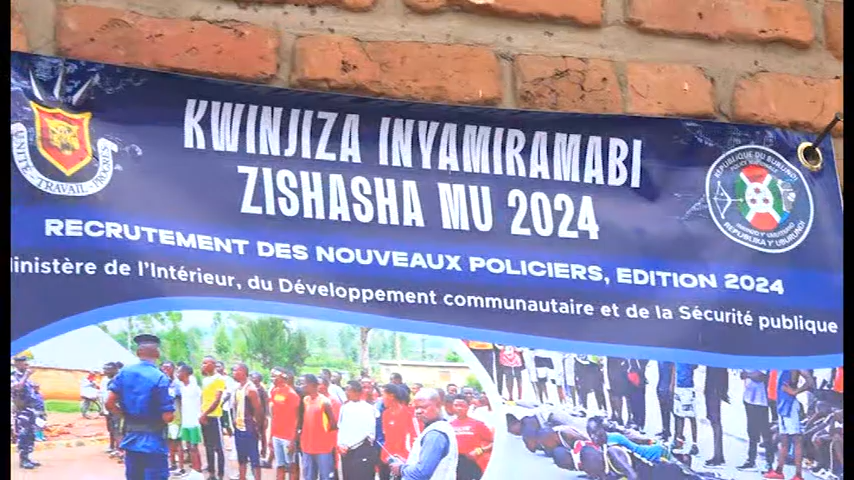 KWINJIZA INYAMIRAMABI
ZISHASHA MU 2024
RECRUTEMENT DES NOUVEAUX POLICIERS, EDITION 2024
Ministère de l'Intérieur, du Développement communautaire et de la Sécurité publique
UNITE • TRAVAIL • PROGRES
REPUBLIQUE DU BURUNDI
REPUBLIKA Y'UBURUNDI